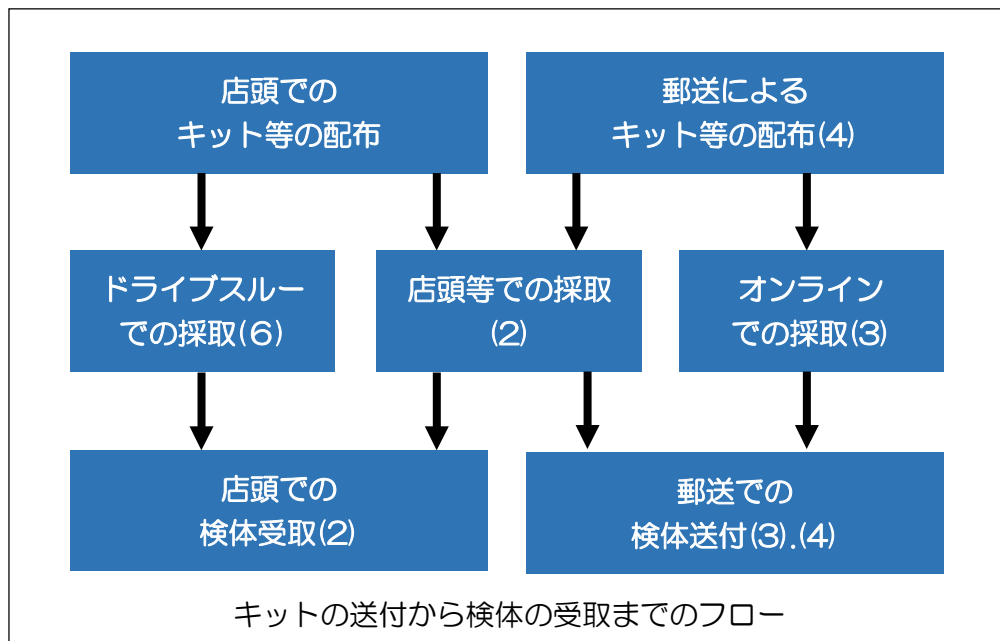 店頭での
キット等の配布
郵送による
キット等の配布(4)
ドライブスルー
での採取(6)
店頭等での採取
(2)
オンライン
での採取(3)
店頭での
検体受取(2)
郵送での
検体送付(3).(4)
キットの送付から検体の受取までのフロー